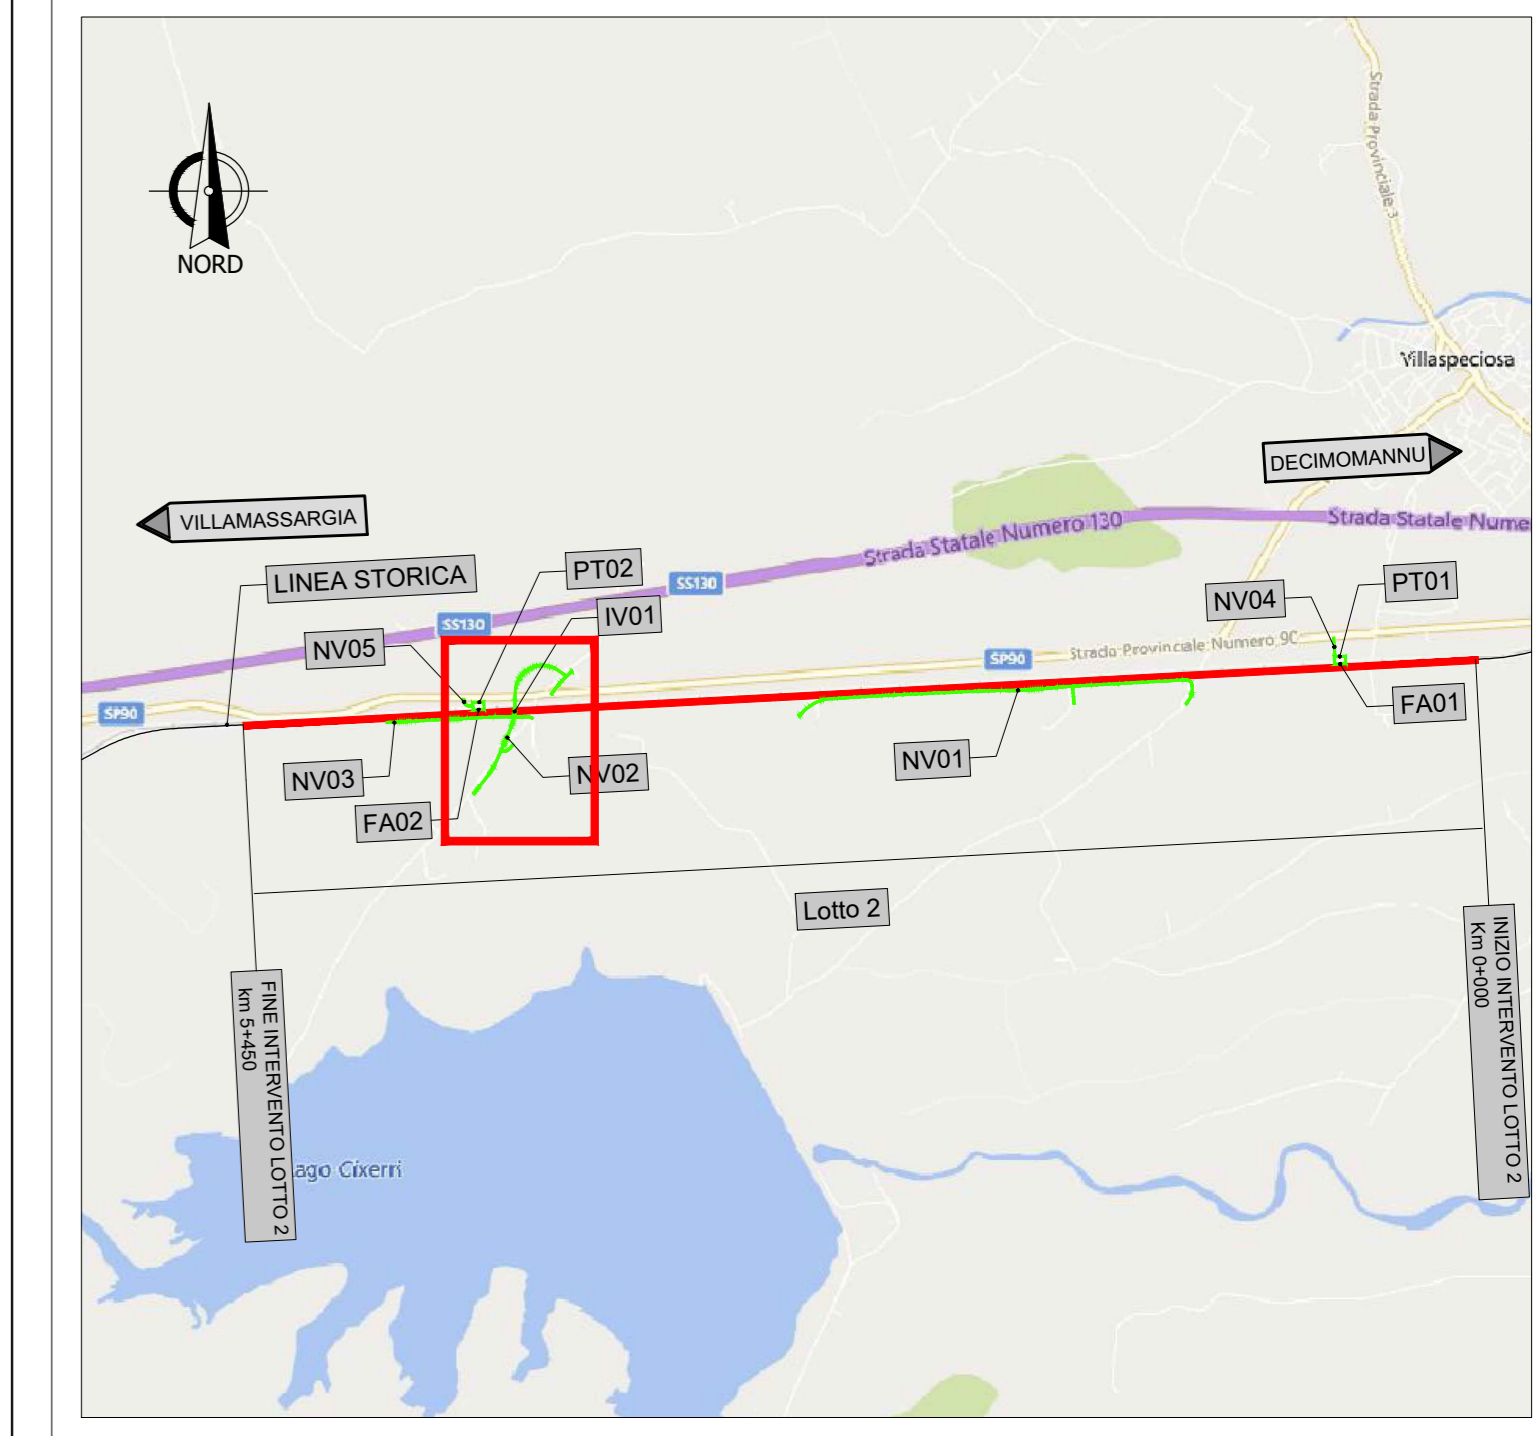 NORD
Strada Provinciale 3
Villaspeciosa
DECIMOMANNU
VILLAMASSARGIA
Strada Statale Numero 130
Strada Statale Nume
LINEA STORICA
PT02
SS130
SS130
IV01
NV05
NV04
PT01
Strada Provinciale Numero 90
SP90
SP90
FA01
NV03
NV02
NV01
FA02
Lotto 2
INIZIO INTERVENTO LOTTO 2
Km 0+000
FINE INTERVENTO LOTTO 2
km 5+450
ago Cixerri